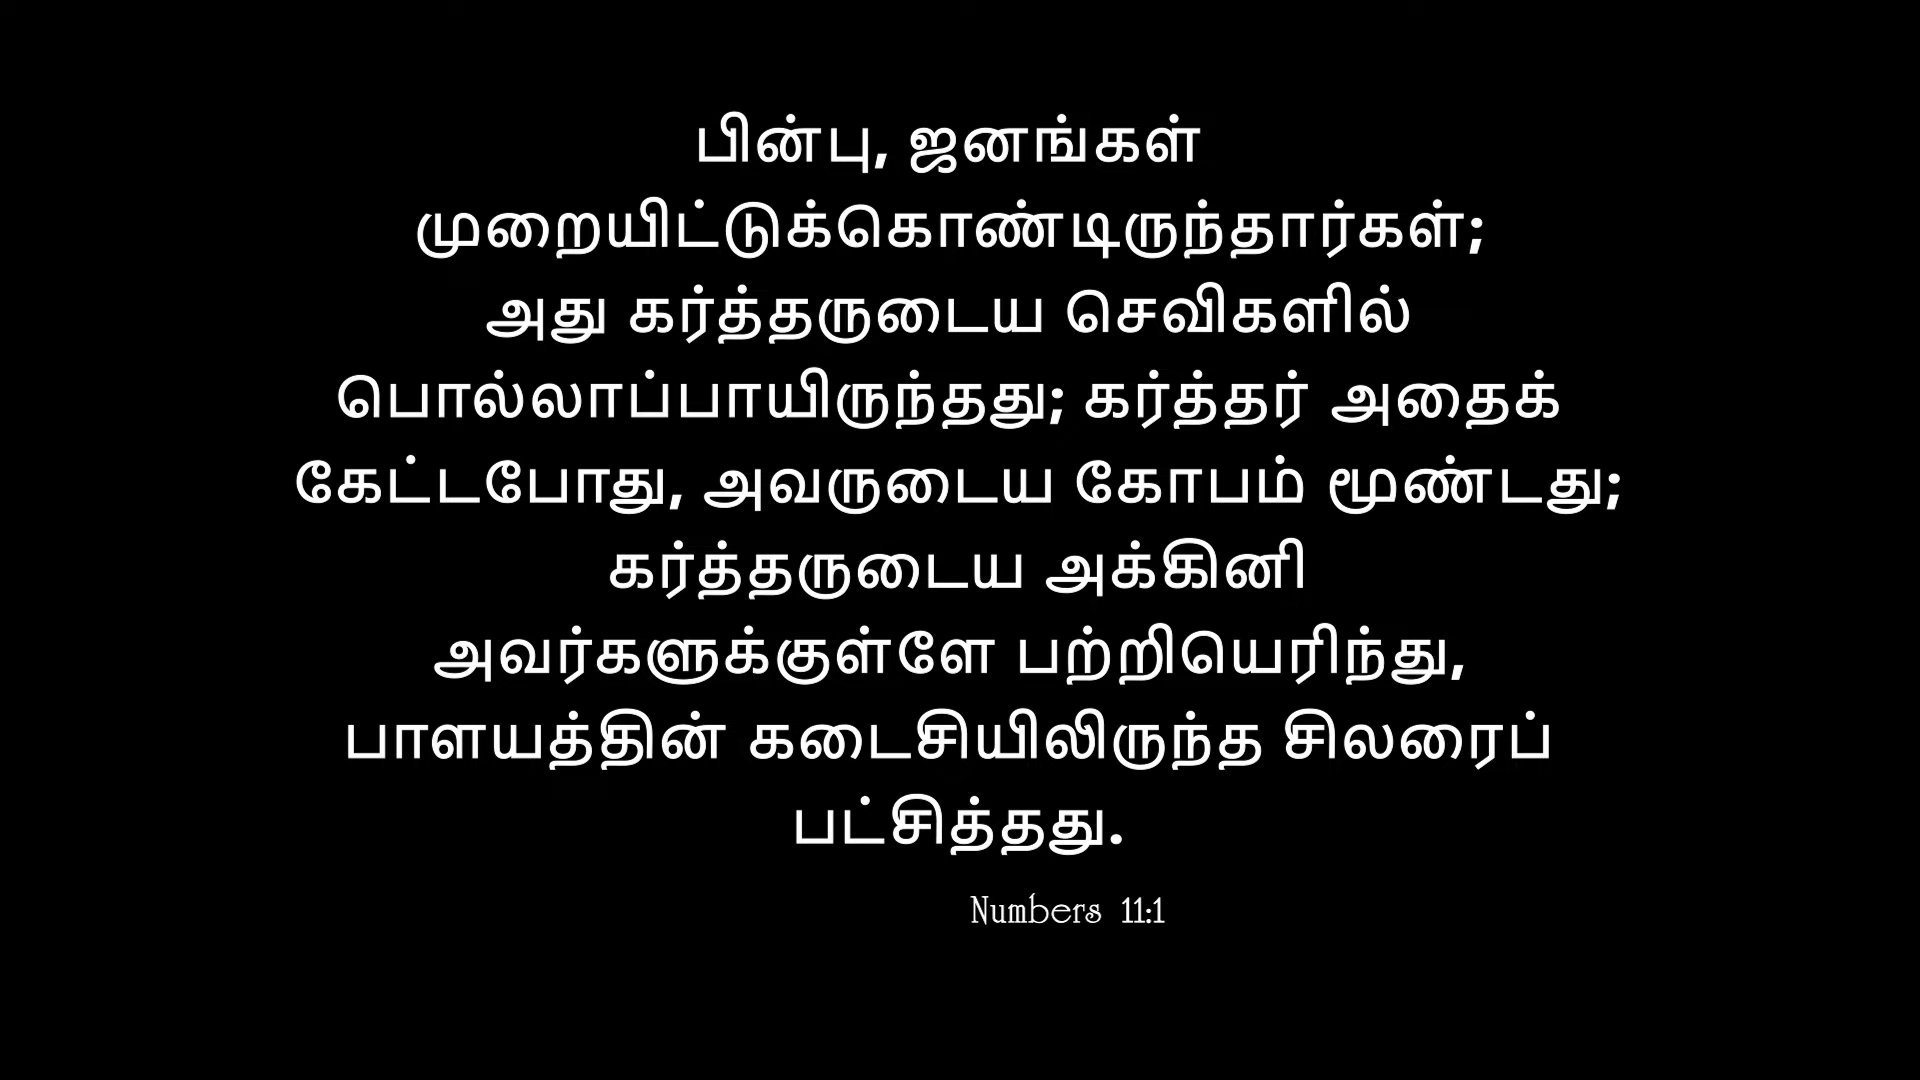 பின்பு, ஜனங்கள்
முறையிட்டுக்கொண்டிருந்தார்கள்;
அது கர்த்தருடைய செவிகளில்
பொல்லாப்பாயிருந்தது; கர்த்தர் அதைக்
கேட்டபோது, அவருடைய கோபம் மூண்டது;
கர்த்தருடைய அக்கினி
அவர்களுக்குள்ளே பற்றியெரிந்து,
பாளயத்தின் கடைசியிலிருந்த சிலரைப்
பட்சித்தது.
Numbers 11:1